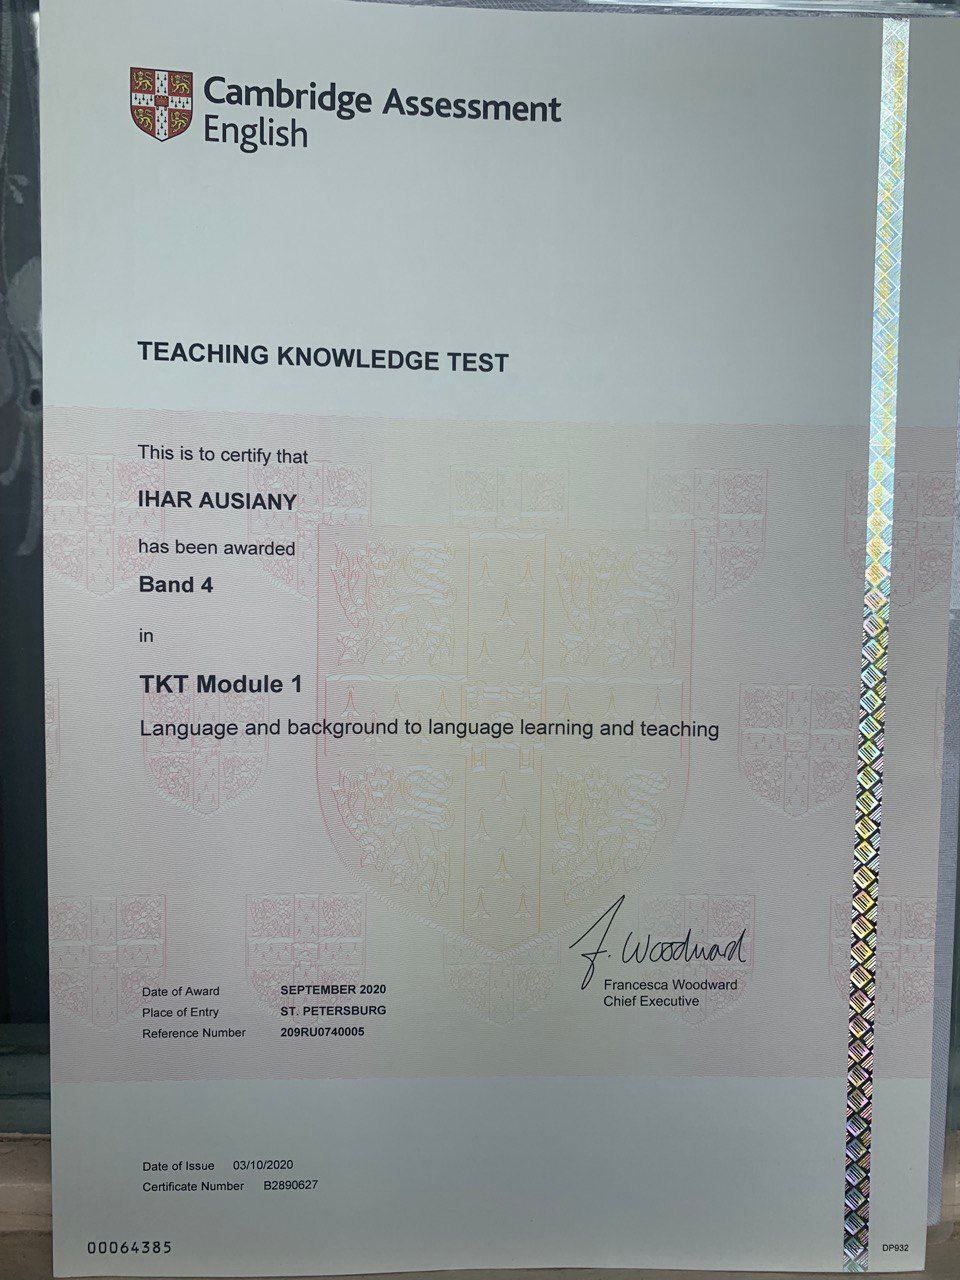 Cambridge Assessment
English
TEACHING KNOWLEDGE TEST
This is to certify that
IHAR AUSIANY
has been awarded
Band 4
in
TKT Module 1
Language and background to language learning and teaching
J. Woodward
Francesca Woodward
Chief Executive
Date of Award SEPTEMBER 2020
Place of Entry ST. PETERSBURG
Reference Number 209RU0740005
Date of Issue 03/10/2020
Certificate Number B2890627
00064385
DP932